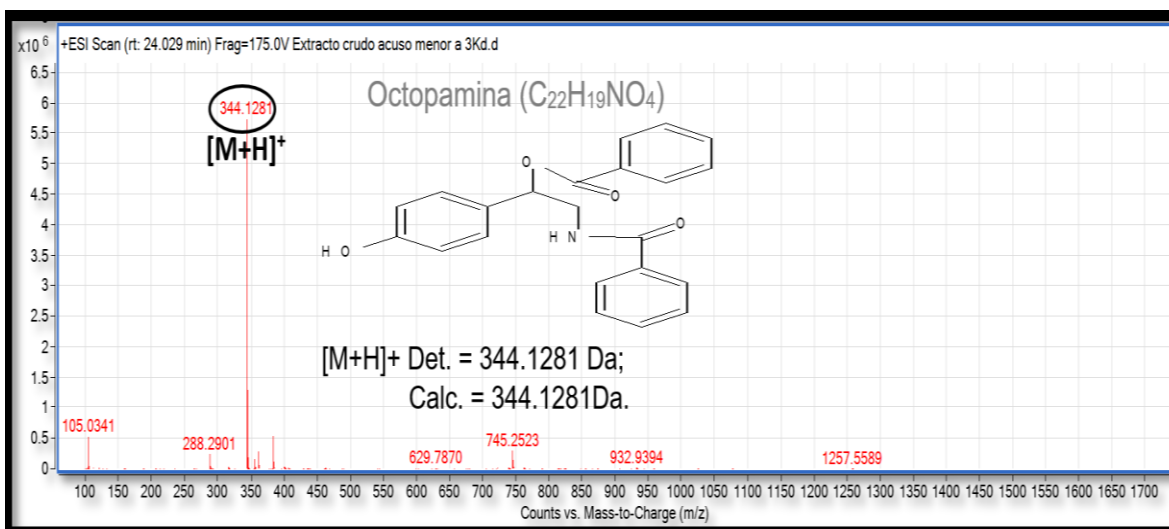 x10 6 +ESI Scan (rt: 24.029 min) Frag=175.0V Extracto crudo acuso menor a 3Kd.d
6.5
6
5.5
5
4.5
4
3.5
3
2.5
2
1.5
1
0.5
0
344.1281
[M+H]+
Octopamina (C₂₂H₁₉NO₄)
O
O
O
H N
H O
[M+H]+ Det. = 344.1281 Da;
Calc. = 344.1281Da.
105.0341
288.2901
629.7870
745.2523
932.9394
1257.5589
100 150 200 250 300 350 400 450 500 550 600 650 700 750 800 850 900 950 1000 1050 1100 1150 1200 1250 1300 1350 1400 1450 1500 1550 1600 1650 1700
Counts vs. Mass-to-Charge (m/z)